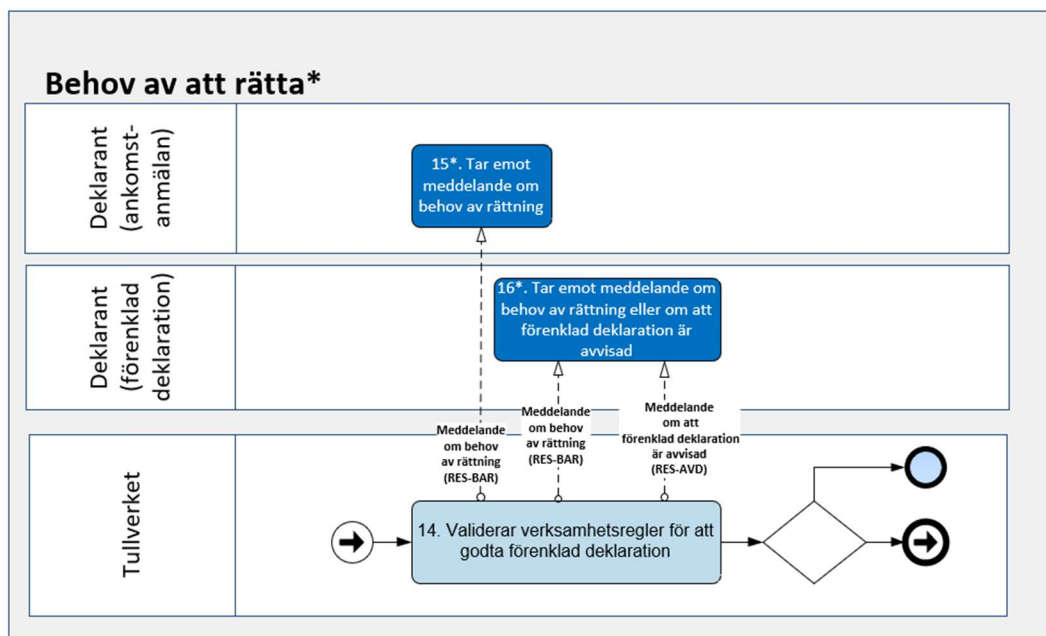 Behov av att rätta*
Deklarant
(ankomst-
anmälan)
15*. Tar emot
meddelande om
behov av rättning
Deklarant
(förenklad
deklaration)
16*. Tar emot meddelande om
behov av rättning eller om att
förenklad deklaration är
avvisad
Meddelande
om behov
av rättning
(RES-BAR)
Meddelande
om behov
av rättning
(RES-BAR)
Meddelande
om att
förenklad deklaration
är avvisad
(RES-AVD)
Tullverket
14. Validerar verksamhetsregler för att
godta förenklad deklaration